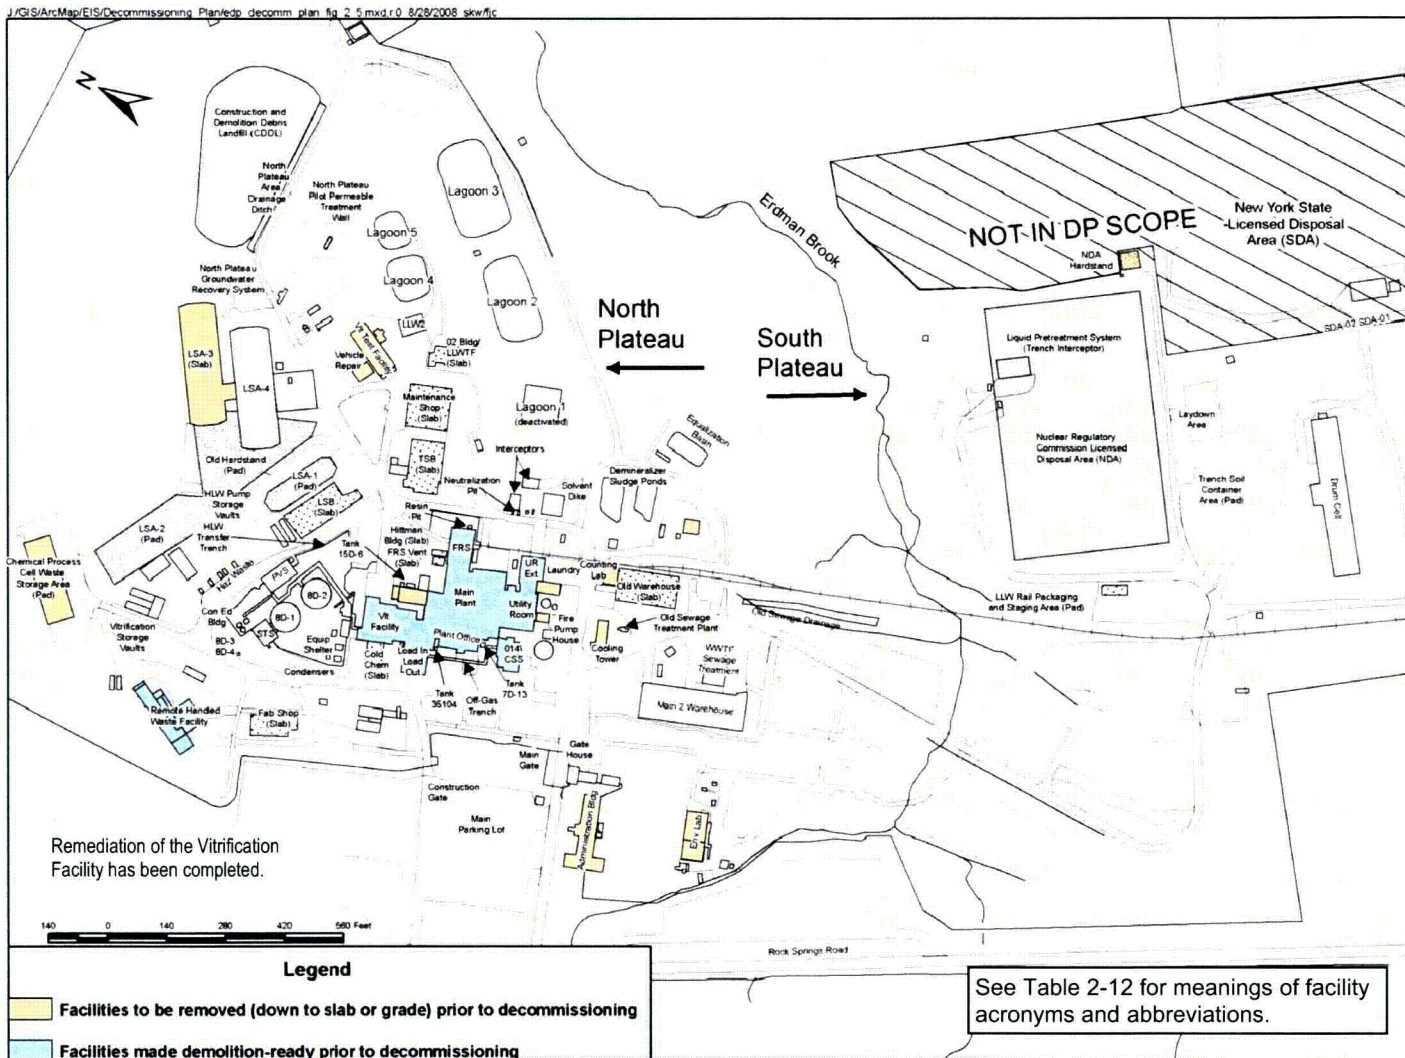 J:/GIS/ArcMap/EIS/Decommissioning_Plan/edp_decomm_plan_fig_2_5.mxd,r.0 8/28/2008 skw/fjc
N
Construction and
Demolition Debris
Landfill (CDDL)
North
Plateau
Area
Drainage
Ditch
North Plateau
Pilot Permeable
Treatment
Wall
Lagoon 3
Lagoon 5
Lagoon 4
Lagoon 2
North Plateau
Groundwater
Recovery System
LLW2
Vit Test Facility
Vehicle
Repair
02 Bldg/
LLWTF
(Slab)
LSA-3
(Slab)
LSA-4
Maintenance
Shop
(Slab)
Lagoon 1
(deactivated)
North
Plateau
South
Plateau
Erdman Brook
NOT IN DP SCOPE
New York State
-Licensed Disposal
Area (SDA)
NDA
Hardstand
SDA-02 SDA-01
Liquid Pretreatment System
(Trench Interceptor)
Nuclear Regulatory
Commission Licensed
Disposal Area (NDA)
Laydown
Area
Trench Soil
Container
Area (Pad)
Drum Cell
LLW Rail Packaging
and Staging Area (Pad)
Old Hardstand
(Pad)
TSB
(Slab)
Interceptors
Neutralization
Pit
Solvent
Dike
Equalization
Basin
Demineralizer
Sludge Ponds
LSA-1
(Pad)
HLW Pump
Storage
Vaults
LSB
(Slab)
Resin
Pit
Hittman
Bldg (Slab)
FRS Vent
(Slab)
LSA-2
(Pad)
HLW
Transfer
Trench
Tank
15D-6
FRS
UR
Ext
Laundry
Counting
Lab
Old Warehouse
(Slab)
Chemical Process
Cell Waste
Storage Area
(Pad)
Haz Waste
PVS
8D-2
8D-1
Main
Plant
Utility
Room
Fire
Pump
House
Old Sewage
Treatment Plant
Old Sewage Drainage
Con Ed
Bldg
STS
Vit
Facility
Plant Office
014\
CSS
Cooling
Tower
WWTF
Sewage
Treatment
Vitrification
Storage
Vaults
8D-3
8D-4
Equip
Shelter
Condensers
Cold
Chem
(Slab)
Load In
Load
Out
Tank
35104
Off-Gas
Trench
Tank
7D-13
Main 2 Warehouse
Remote Handled
Waste Facility
Fab Shop
(Slab)
Main
Gate
Gate
House
Construction
Gate
Main
Parking Lot
Administration Bldg
Env Lab
Remediation of the Vitrification
Facility has been completed.
140 0 140 280 420 560 Feet
Rock Springs Road
Legend
Facilities to be removed (down to slab or grade) prior to decommissioning
Facilities made demolition-ready prior to decommissioning
See Table 2-12 for meanings of facility
acronyms and abbreviations.